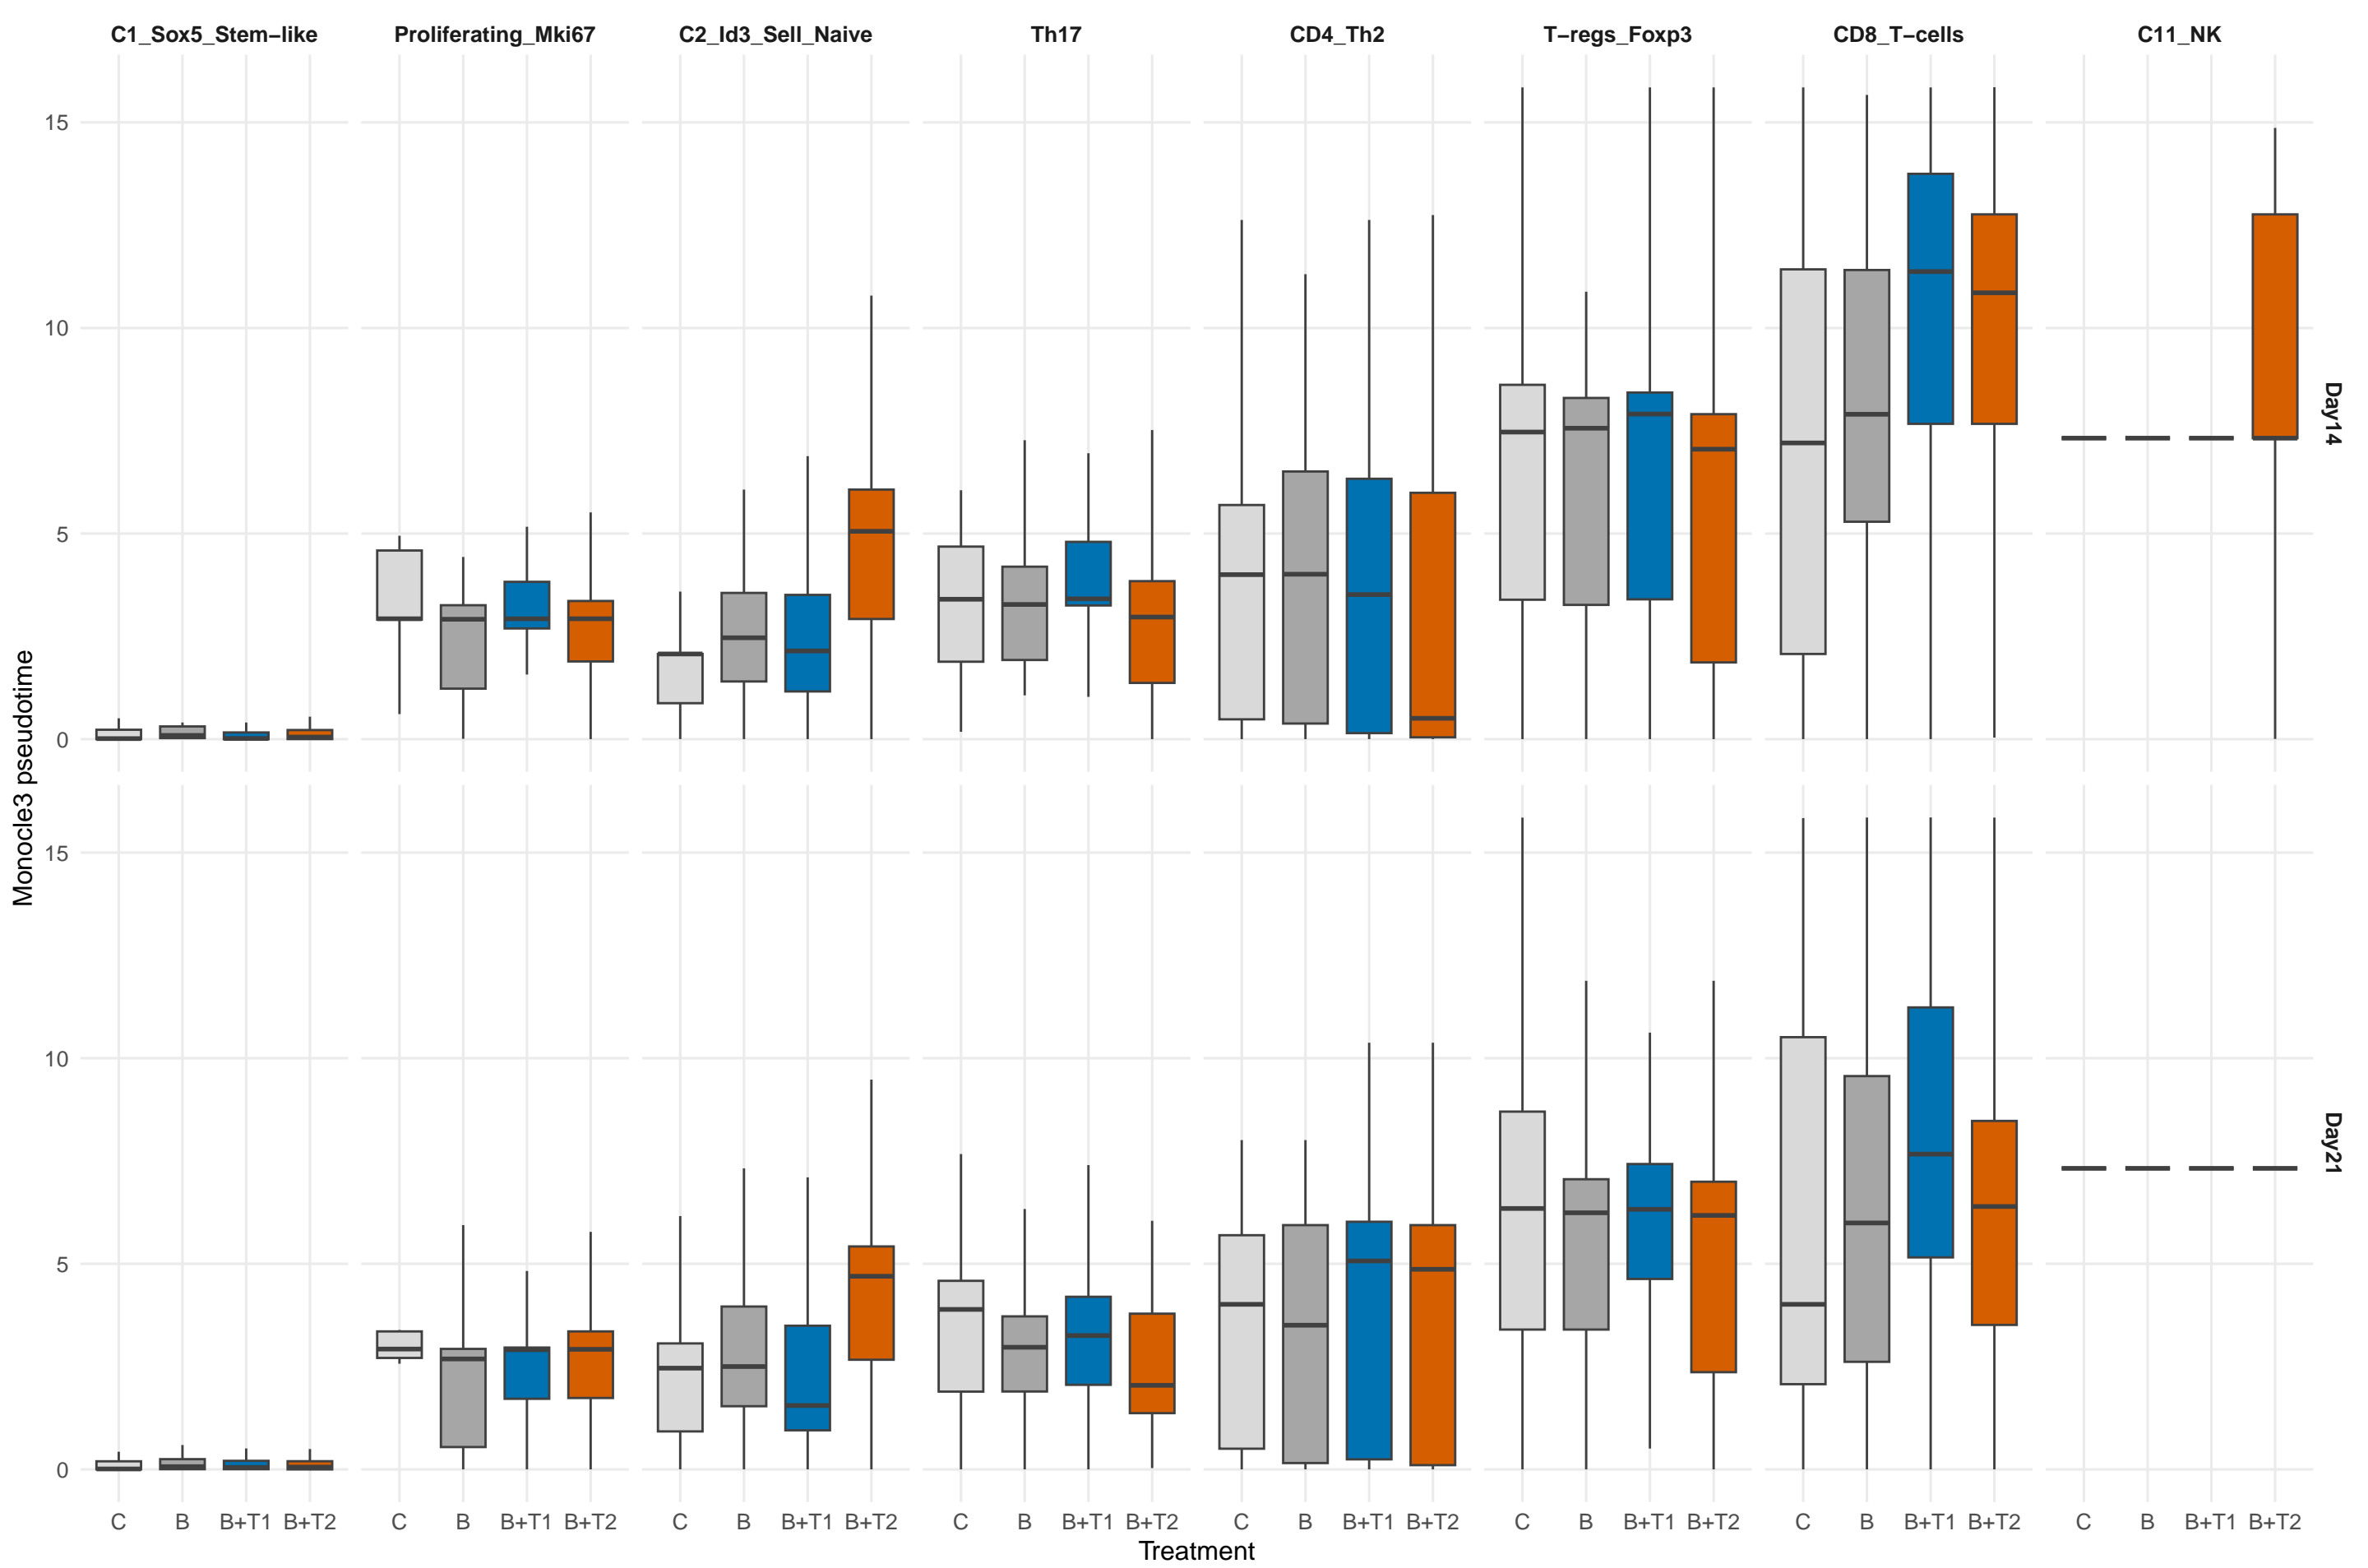 C1_Sox5_Stem−like Proliferating_Mki67 C2_Id3_Sell_Naive Th17 CD4_Th2 T−regs_Foxp3 CD8_T−cells C11_NK
15
10
5
0
Day14
Monocle3 pseudotime
15
10
5
0
Day21
C B B+T1 B+T2 C B B+T1 B+T2 C B B+T1 B+T2 C B B+T1 B+T2 C B B+T1 B+T2 C B B+T1 B+T2 C B B+T1 B+T2 C B B+T1 B+T2
Treatment